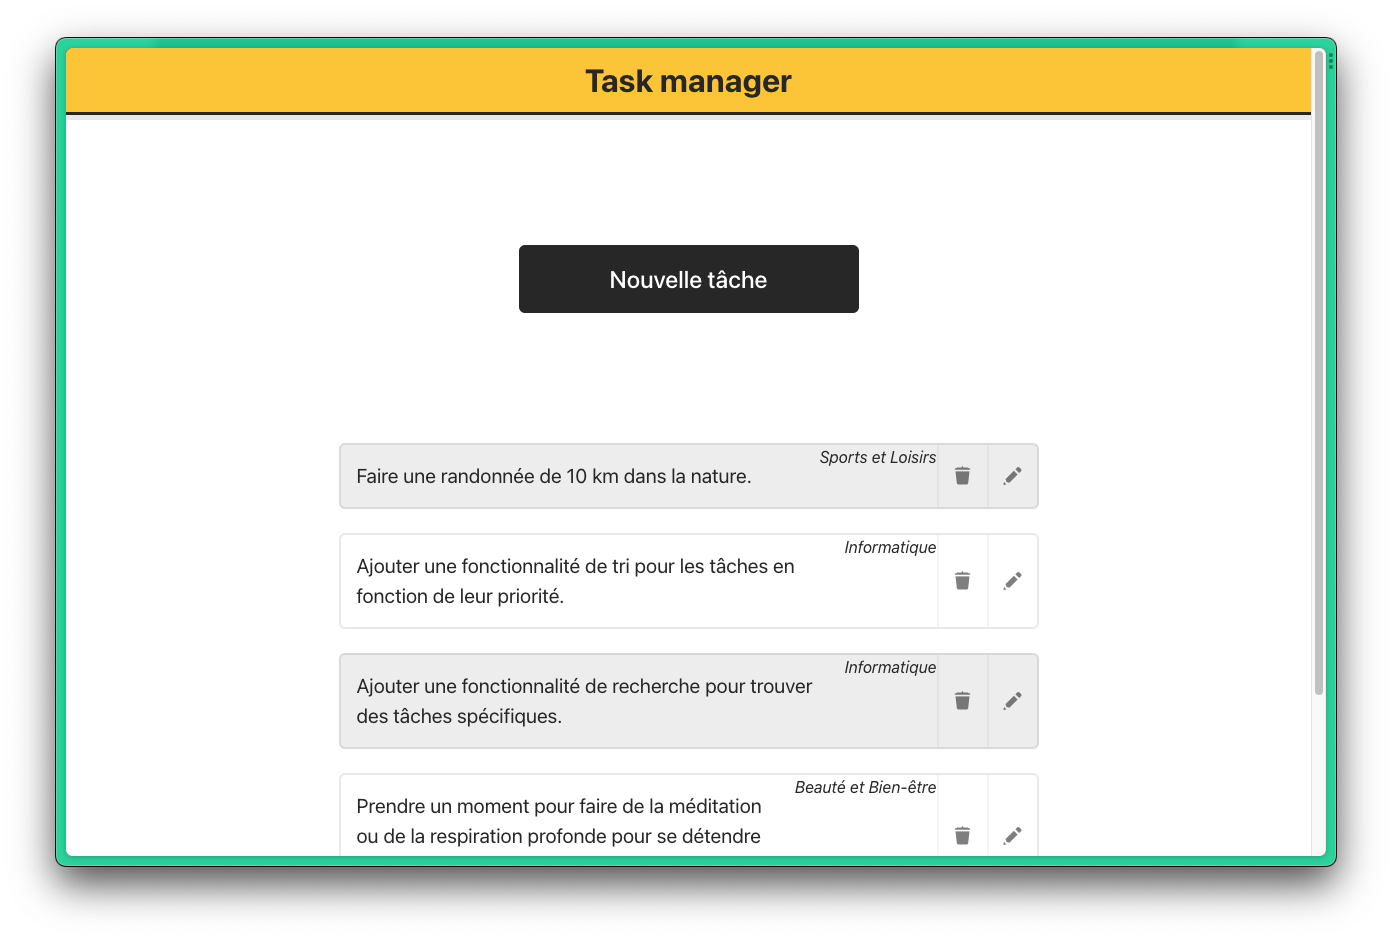 Task manager
Nouvelle tâche
Sports et Loisirs
Faire une randonnée de 10 km dans la nature.
Informatique
Ajouter une fonctionnalité de tri pour les tâches en
fonction de leur priorité.
Informatique
Ajouter une fonctionnalité de recherche pour trouver
des tâches spécifiques.
Beauté et Bien-être
Prendre un moment pour faire de la méditation
ou de la respiration profonde pour se détendre